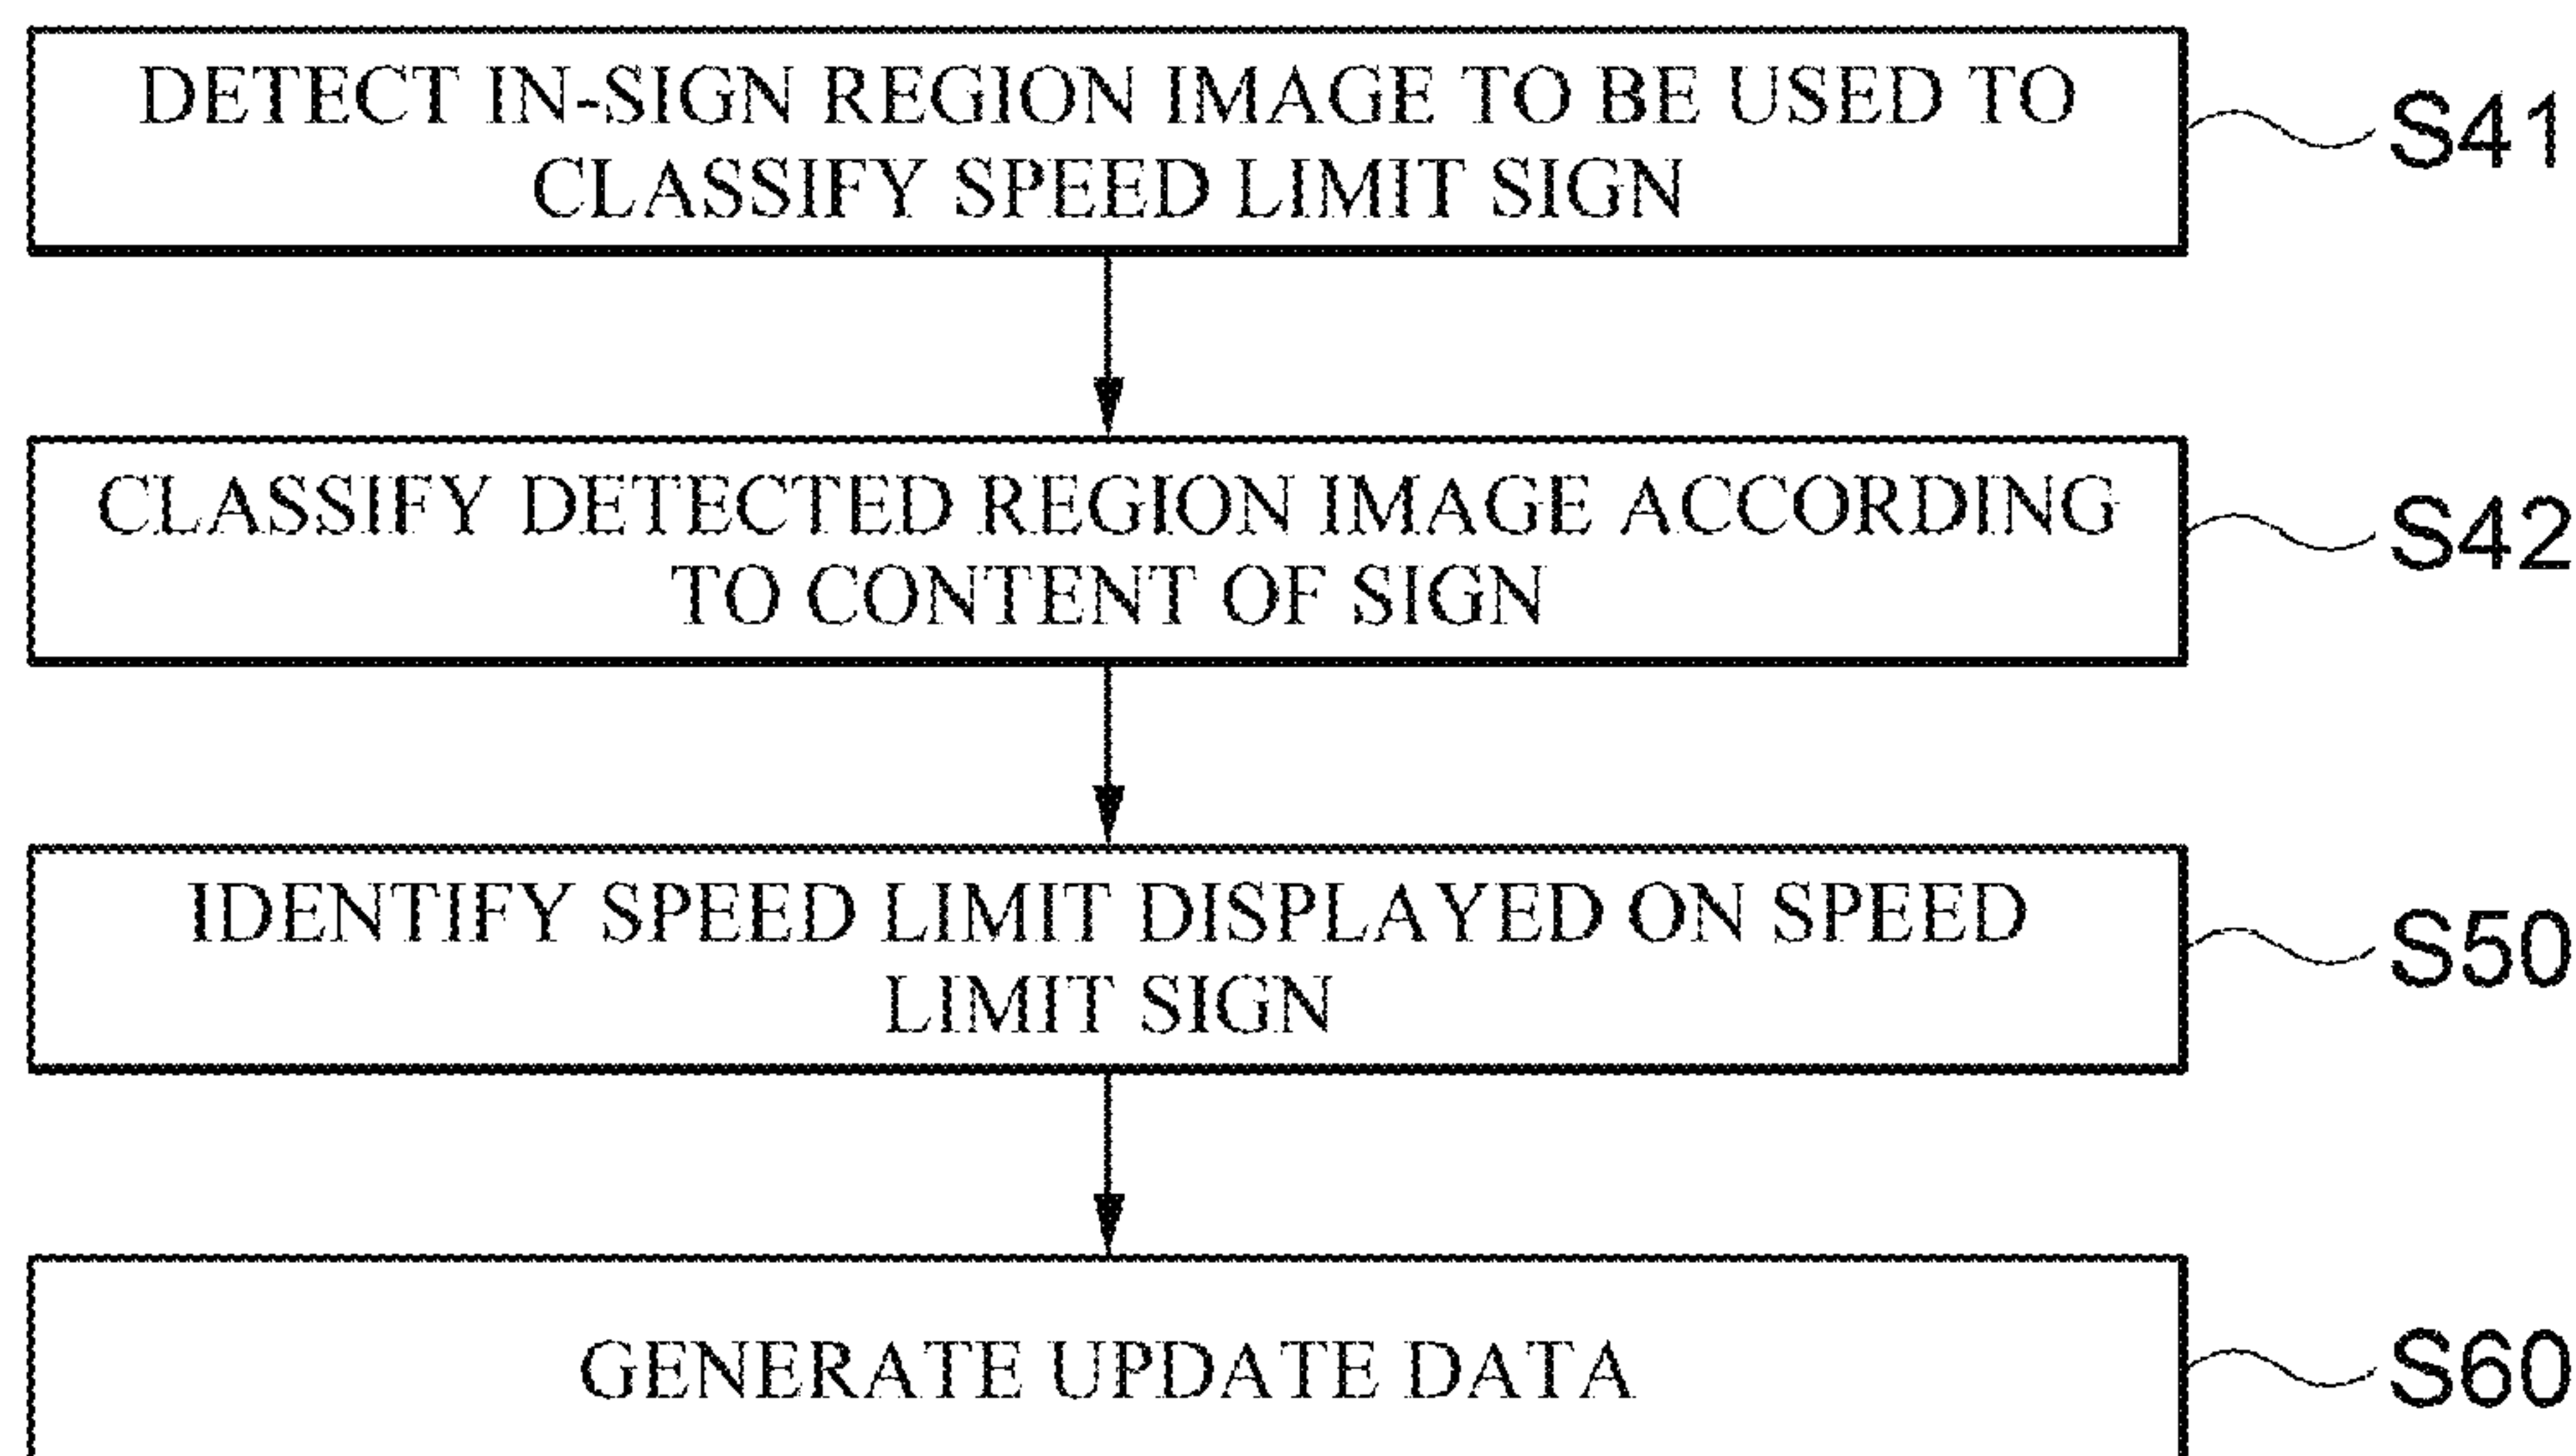 DETECT IN-SIGN REGION IMAGE TO BE USED TO
CLASSIFY SPEED LIMIT SIGN
S41
CLASSIFY DETECTED REGION IMAGE ACCORDING
TO CONTENT OF SIGN
S42
IDENTIFY SPEED LIMIT DISPLAYED ON SPEED
LIMIT SIGN
S50
GENERATE UPDATE DATA
S60